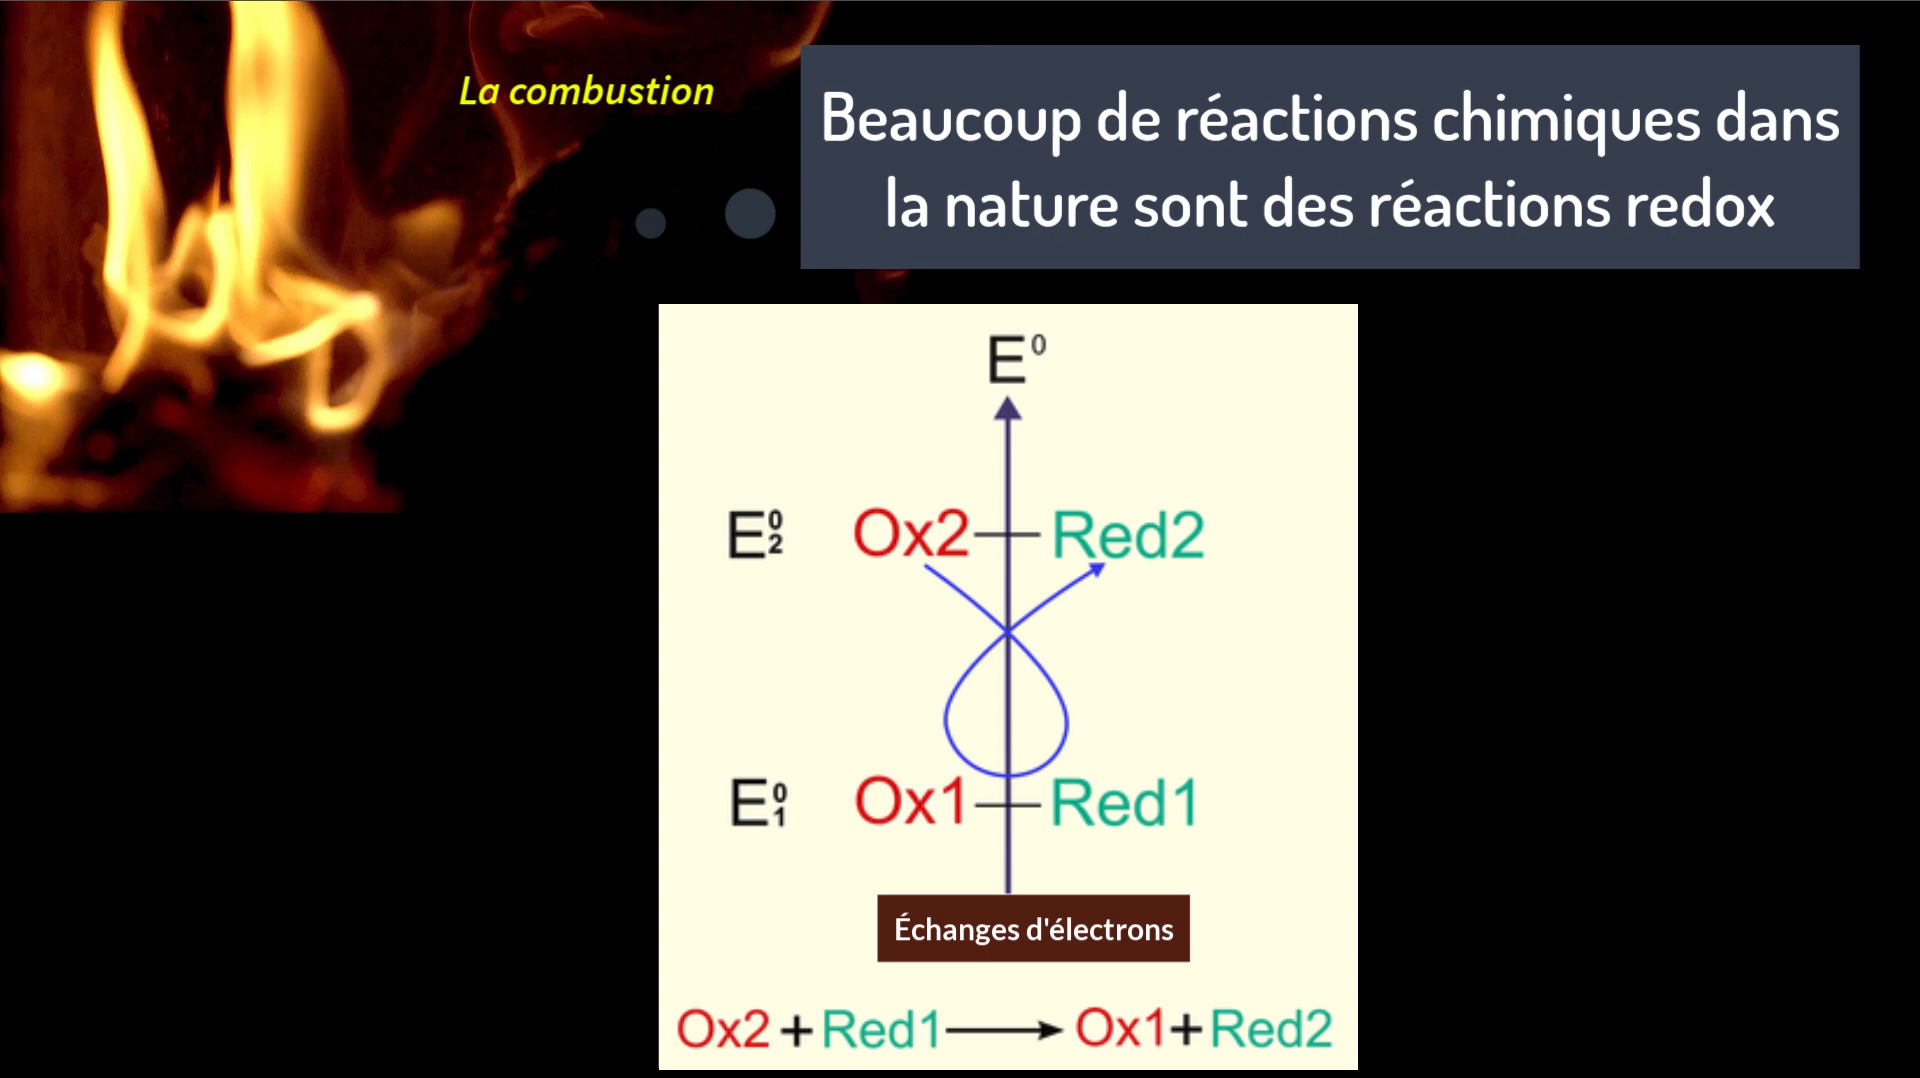 La combustion
Beaucoup de réactions chimiques dans
la nature sont des réactions redox
E⁰
E⁰₂ Ox2 Red2
E⁰₁ Ox1 Red1
Échanges d'électrons
Ox2 + Red1 → Ox1 + Red2